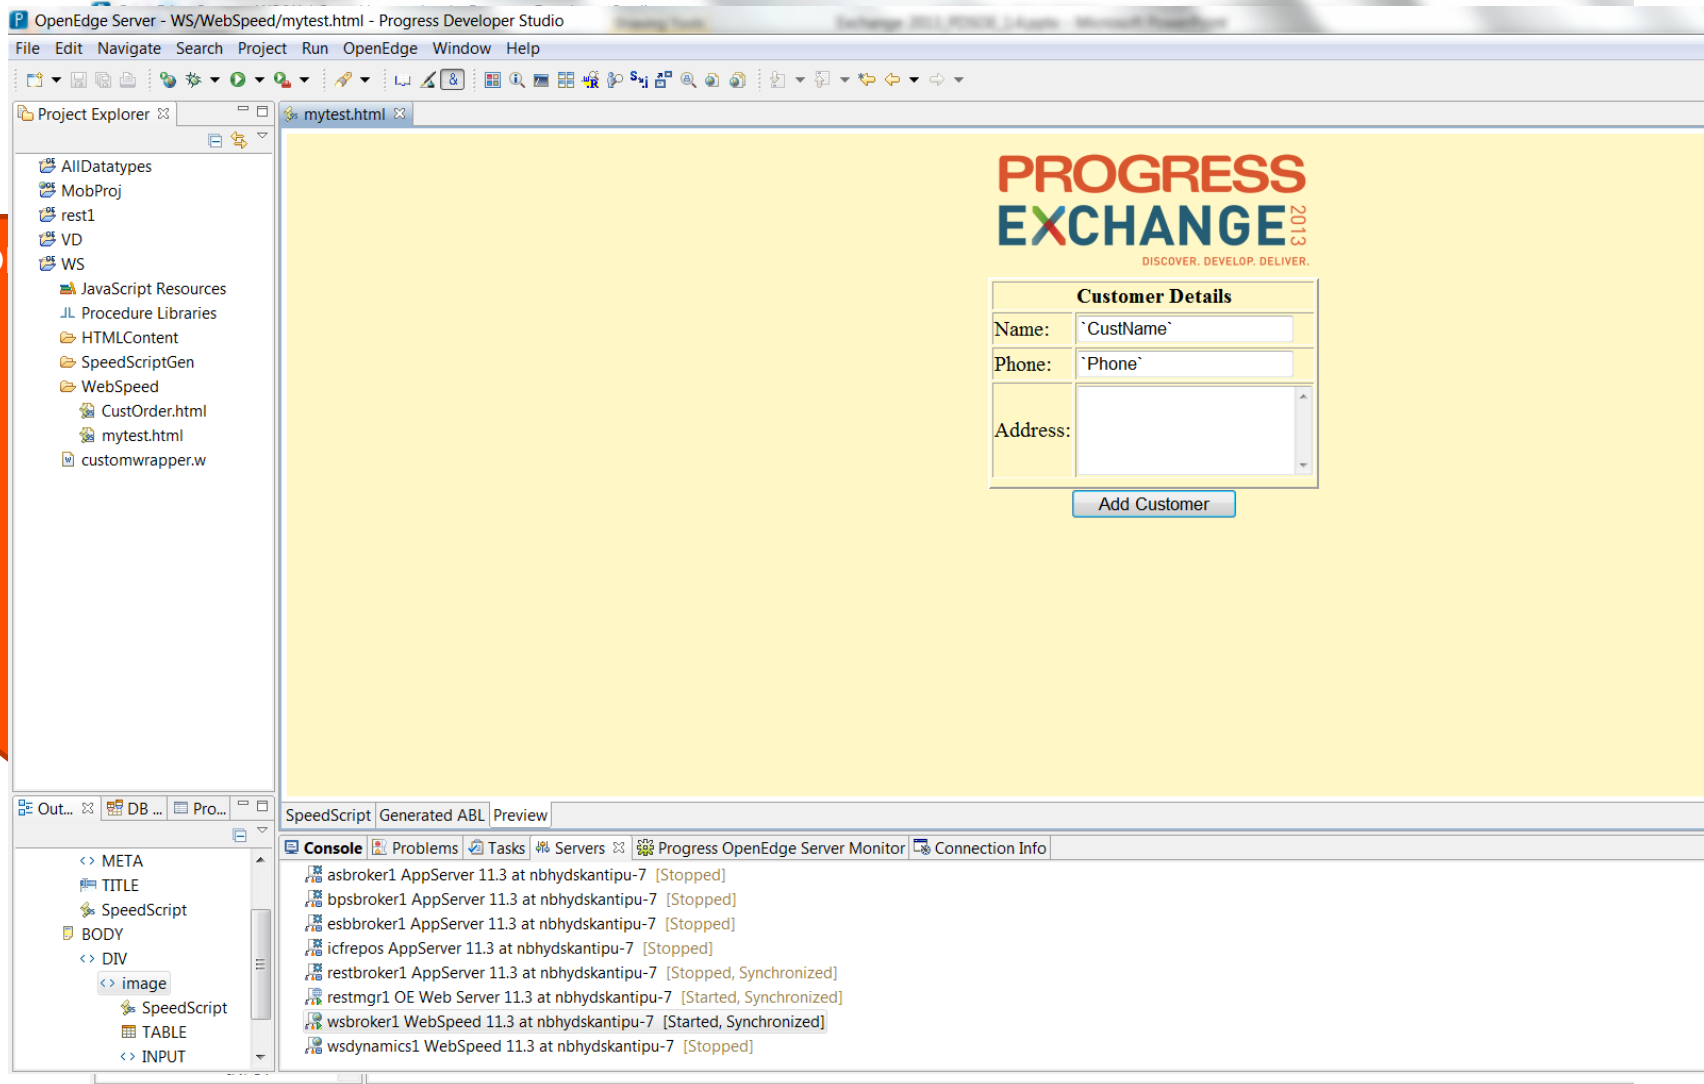 OpenEdge Server - WS/WebSpeed/mytest.html - Progress Developer Studio
File Edit Navigate Search Project Run OpenEdge Window Help
Project Explorer
mytest.html
AllDatatypes
MobProj
rest1
VD
WS
JavaScript Resources
Procedure Libraries
HTMLContent
SpeedScriptGen
WebSpeed
CustOrder.html
mytest.html
customwrapper.w
PROGRESS
EXCHANGE 2013
DISCOVER. DEVELOP. DELIVER.
Customer Details
Name: `CustName`
Phone: `Phone`
Address:
Add Customer
SpeedScript Generated ABL Preview
Out... DB ... Pro...
META
TITLE
SpeedScript
BODY
DIV
image
SpeedScript
TABLE
INPUT
Console Problems Tasks Servers Progress OpenEdge Server Monitor Connection Info
asbroker1 AppServer 11.3 at nbhydskantipu-7 [Stopped]
bpsbroker1 AppServer 11.3 at nbhydskantipu-7 [Stopped]
esbbroker1 AppServer 11.3 at nbhydskantipu-7 [Stopped]
icfrepos AppServer 11.3 at nbhydskantipu-7 [Stopped]
restbroker1 AppServer 11.3 at nbhydskantipu-7 [Stopped, Synchronized]
restmgr1 OE Web Server 11.3 at nbhydskantipu-7 [Started, Synchronized]
wsbroker1 WebSpeed 11.3 at nbhydskantipu-7 [Started, Synchronized]
wsdynamics1 WebSpeed 11.3 at nbhydskantipu-7 [Stopped]